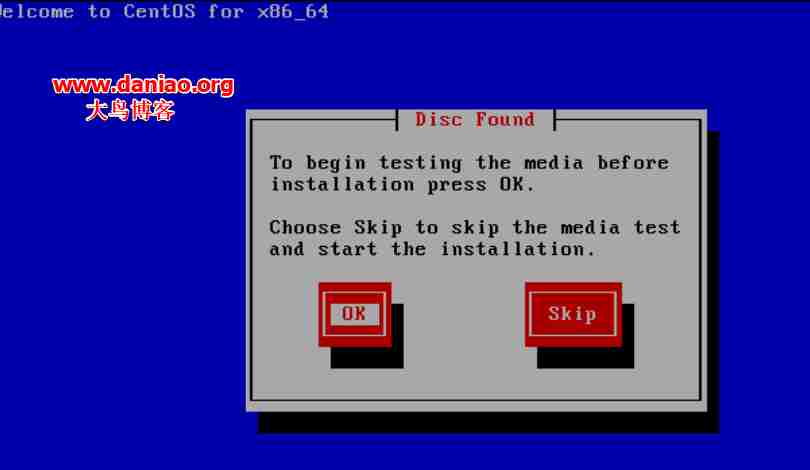 Welcome to CentOS for x86_64
www.daniao.org
大鸟博客
Disc Found
To begin testing the media before
installation press OK.
Choose Skip to skip the media test
and start the installation.
OK
Skip